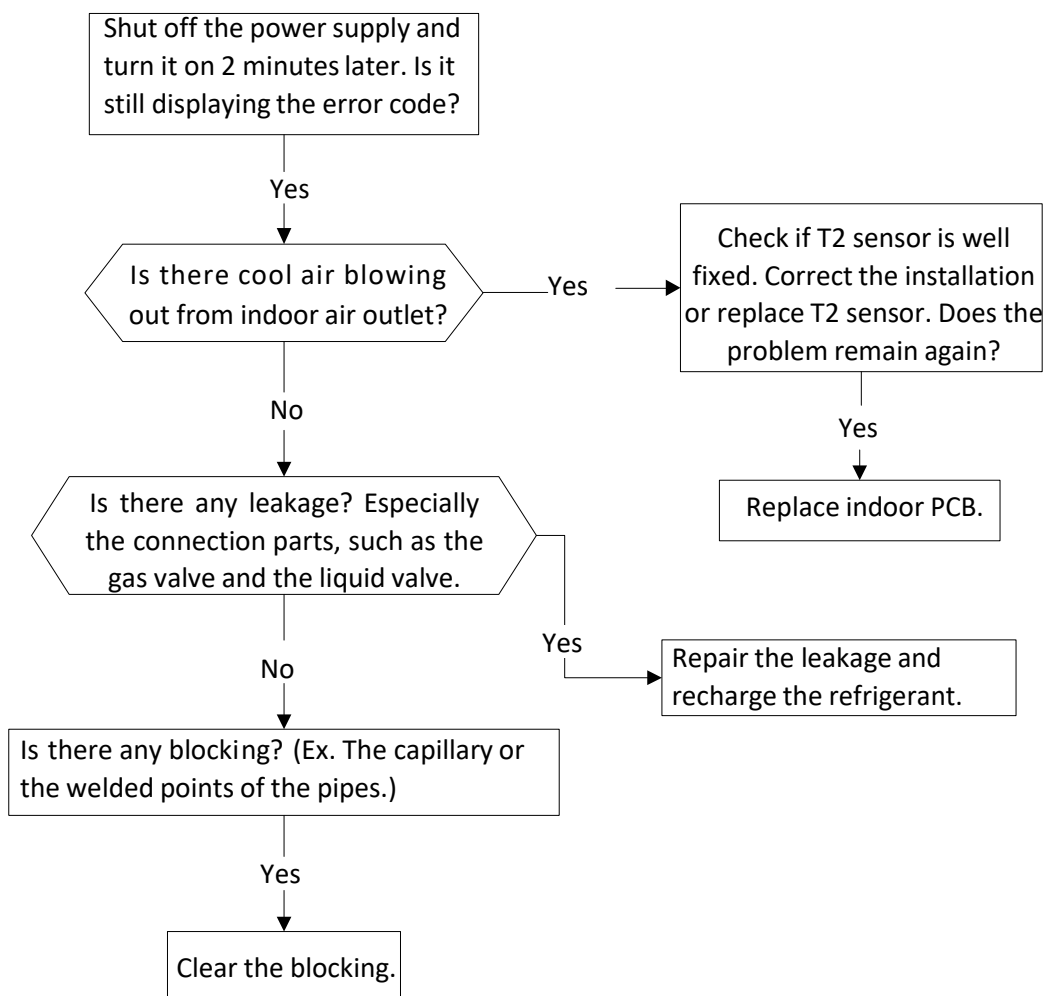 Shut off the power supply and
turn it on 2 minutes later. Is it
still displaying the error code?
Yes
Is there cool air blowing
out from indoor air outlet?
Yes
Check if T2 sensor is well
fixed. Correct the installation
or replace T2 sensor. Does the
problem remain again?
Yes
Replace indoor PCB.
No
Is there any leakage? Especially
the connection parts, such as the
gas valve and the liquid valve.
Yes
Repair the leakage and
recharge the refrigerant.
No
Is there any blocking? (Ex. The capillary or
the welded points of the pipes.)
Yes
Clear the blocking.